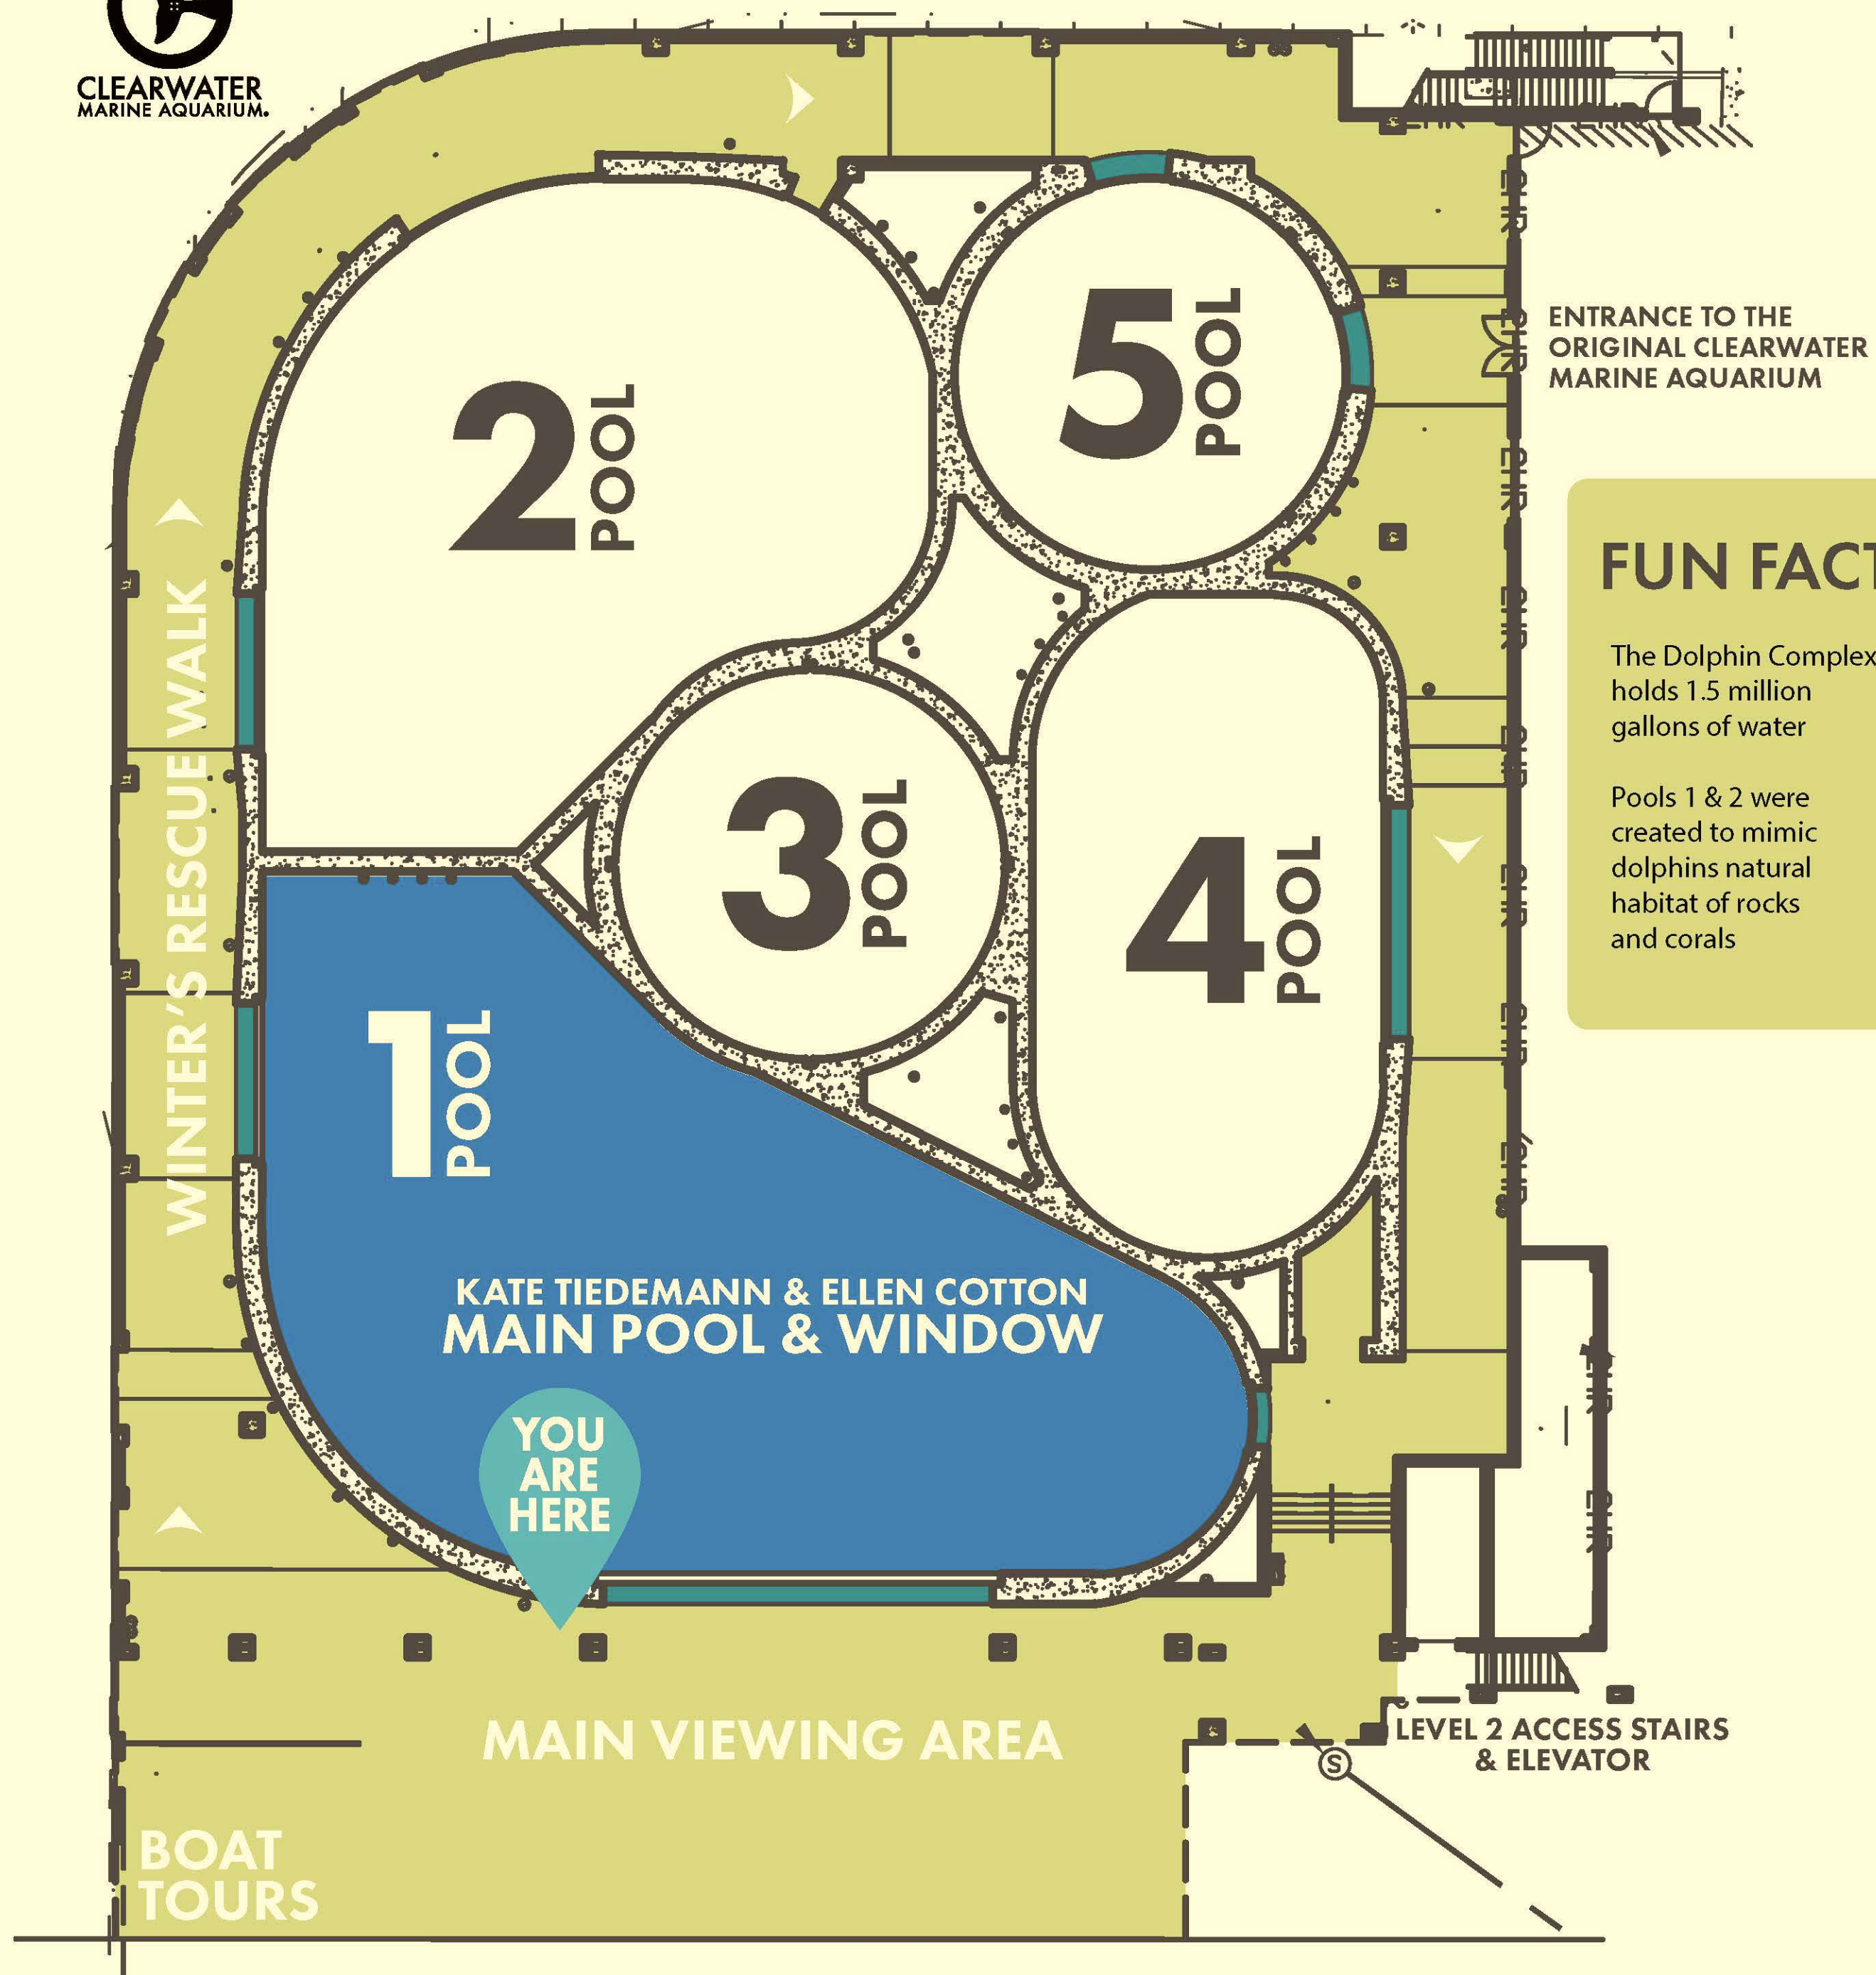 CLEARWATER
MARINE AQUARIUM.
ENTRANCE TO THE
ORIGINAL CLEARWATER
MARINE AQUARIUM
5 POOL
2 POOL
FUN FACT
The Dolphin Complex
holds 1.5 million
gallons of water
Pools 1 & 2 were
created to mimic
dolphins natural
habitat of rocks
and corals
WINTER'S RESCUE WALK
3 POOL
4 POOL
1 POOL
KATE TIEDEMANN & ELLEN COTTON
MAIN POOL & WINDOW
YOU
ARE
HERE
MAIN VIEWING AREA
LEVEL 2 ACCESS STAIRS
& ELEVATOR
S
BOAT
TOURS